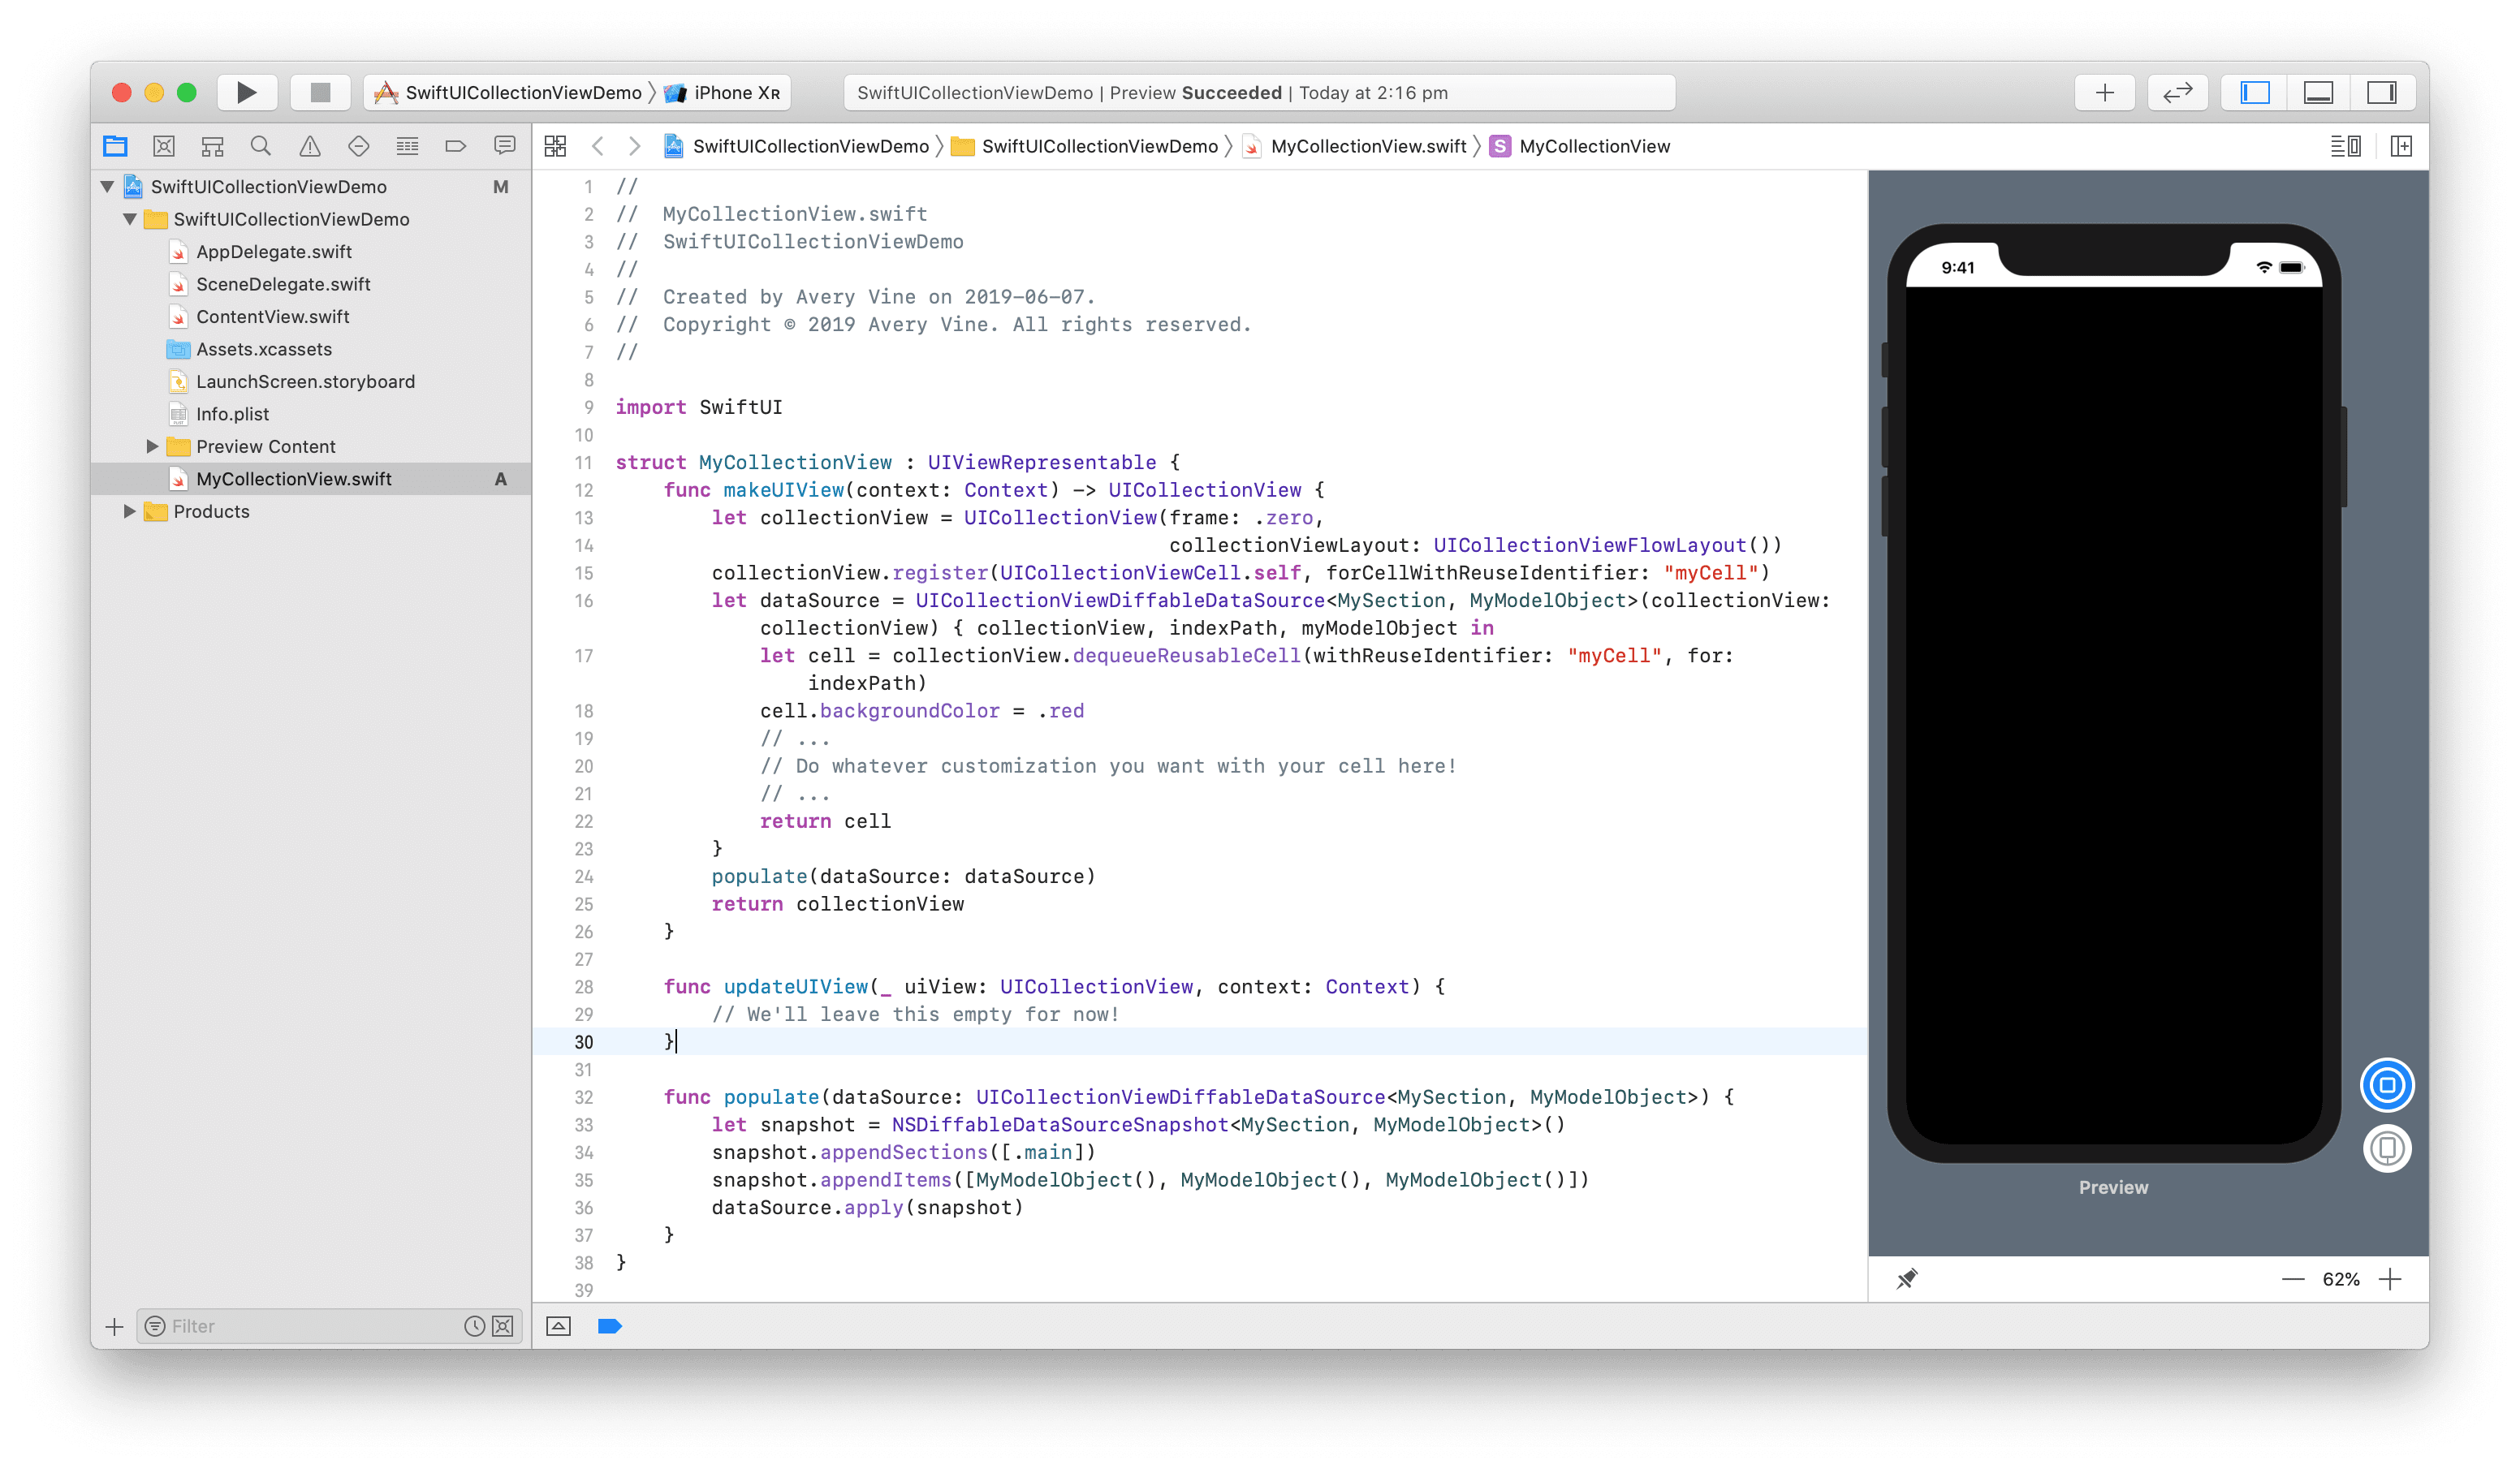 SwiftUICollectionViewDemo 〉 iPhone Xʀ
SwiftUICollectionViewDemo | Preview Succeeded | Today at 2:16 pm
SwiftUICollectionViewDemo 〉 SwiftUICollectionViewDemo 〉 MyCollectionView.swift 〉 S MyCollectionView
SwiftUICollectionViewDemo M
SwiftUICollectionViewDemo
AppDelegate.swift
SceneDelegate.swift
ContentView.swift
Assets.xcassets
LaunchScreen.storyboard
Info.plist
Preview Content
MyCollectionView.swift A
Products
Filter
1 //
2 //  MyCollectionView.swift
3 //  SwiftUICollectionViewDemo
4 //
5 //  Created by Avery Vine on 2019-06-07.
6 //  Copyright © 2019 Avery Vine. All rights reserved.
7 //
8
9 import SwiftUI
10
11 struct MyCollectionView : UIViewRepresentable {
12     func makeUIView(context: Context) -> UICollectionView {
13         let collectionView = UICollectionView(frame: .zero,
14                                               collectionViewLayout: UICollectionViewFlowLayout())
15         collectionView.register(UICollectionViewCell.self, forCellWithReuseIdentifier: "myCell")
16         let dataSource = UICollectionViewDiffableDataSource<MySection, MyModelObject>(collectionView:
            collectionView) { collectionView, indexPath, myModelObject in
17             let cell = collectionView.dequeueReusableCell(withReuseIdentifier: "myCell", for:
                indexPath)
18             cell.backgroundColor = .red
19             // ...
20             // Do whatever customization you want with your cell here!
21             // ...
22             return cell
23         }
24         populate(dataSource: dataSource)
25         return collectionView
26     }
27
28     func updateUIView(_ uiView: UICollectionView, context: Context) {
29         // We'll leave this empty for now!
30     }
31
32     func populate(dataSource: UICollectionViewDiffableDataSource<MySection, MyModelObject>) {
33         let snapshot = NSDiffableDataSourceSnapshot<MySection, MyModelObject>()
34         snapshot.appendSections([.main])
35         snapshot.appendItems([MyModelObject(), MyModelObject(), MyModelObject()])
36         dataSource.apply(snapshot)
37     }
38 }
39
9:41
Preview
62%